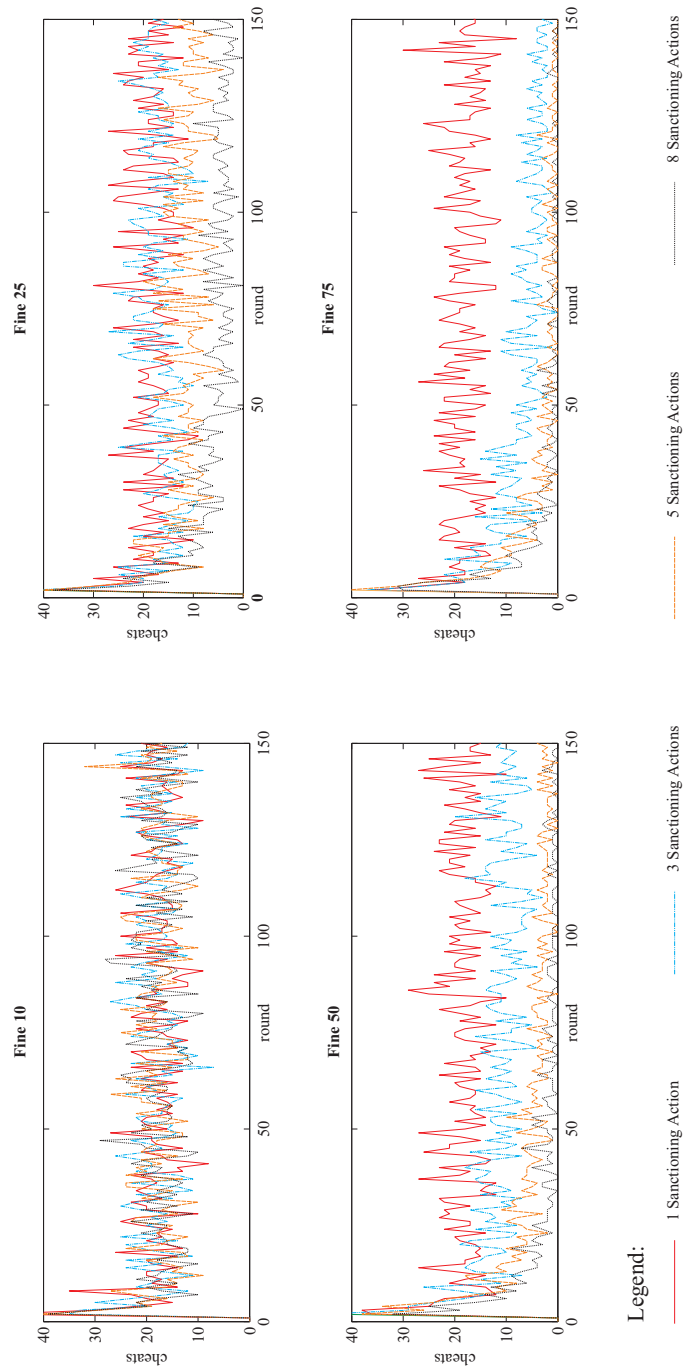 Fine 10
40
30
20
10
0
cheats
0
50
100
150
round
Fine 25
40
30
20
10
0
cheats
0
50
100
150
round
Fine 50
40
30
20
10
0
cheats
0
50
100
150
round
Fine 75
40
30
20
10
0
cheats
0
50
100
150
round
Legend:
1 Sanctioning Action
3 Sanctioning Actions
5 Sanctioning Actions
8 Sanctioning Actions